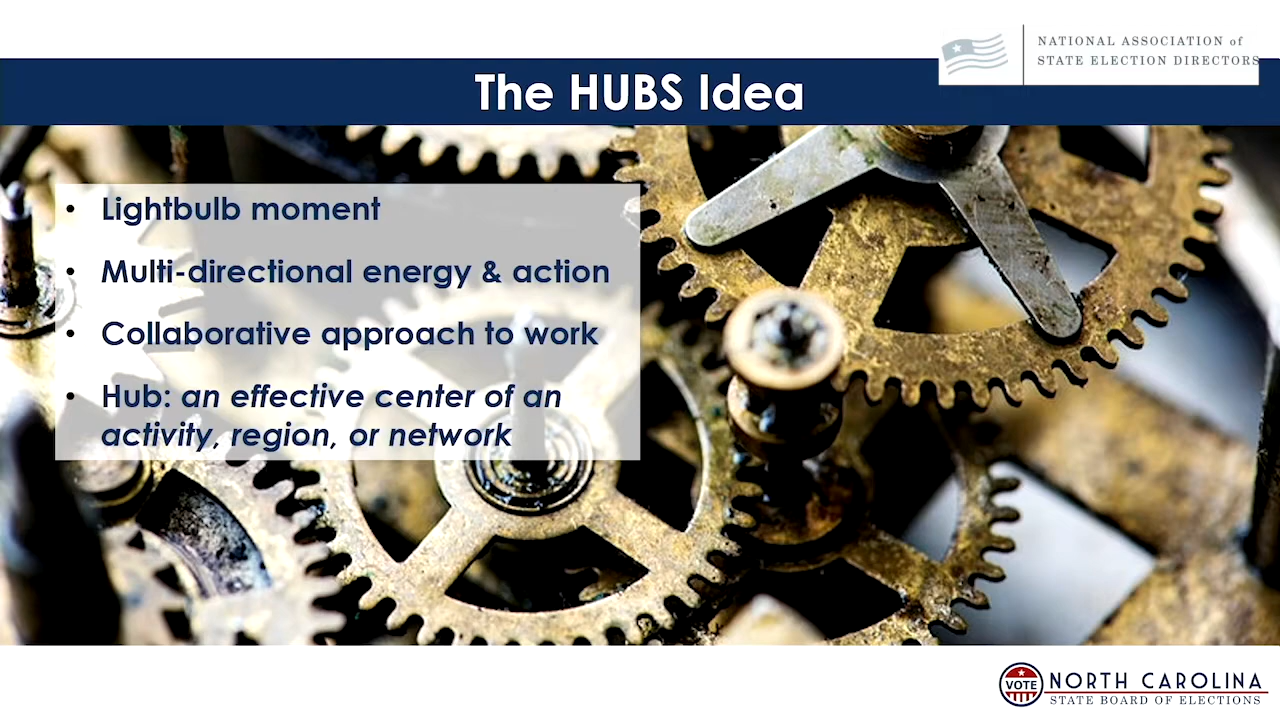 NATIONAL ASSOCIATION of
STATE ELECTION DIRECTORS
The HUBS Idea
• Lightbulb moment
• Multi-directional energy & action
• Collaborative approach to work
• Hub: an effective center of an
activity, region, or network
VOTE
NORTH CAROLINA
STATE BOARD OF ELECTIONS